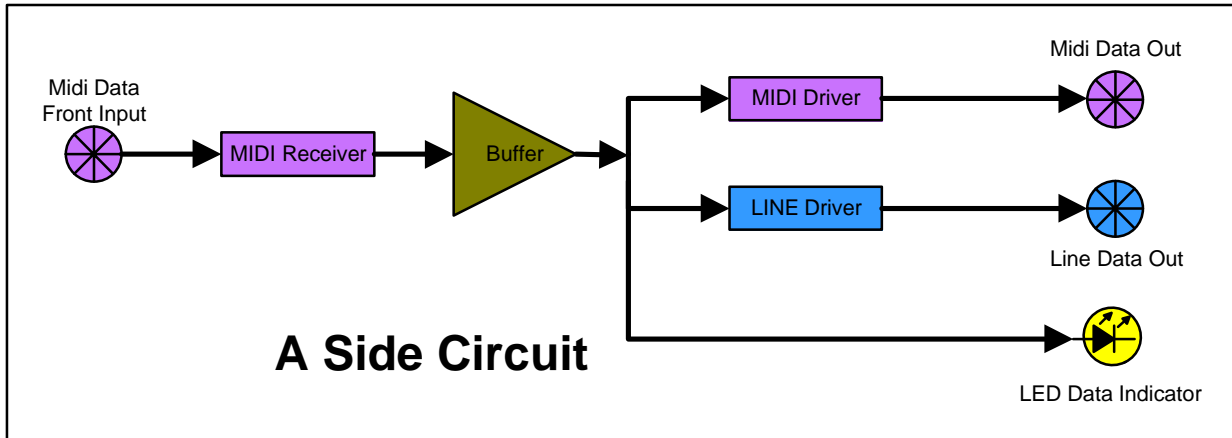 Midi Data
Front Input
MIDI Receiver
Buffer
MIDI Driver
Midi Data Out
LINE Driver
Line Data Out
A Side Circuit
LED Data Indicator